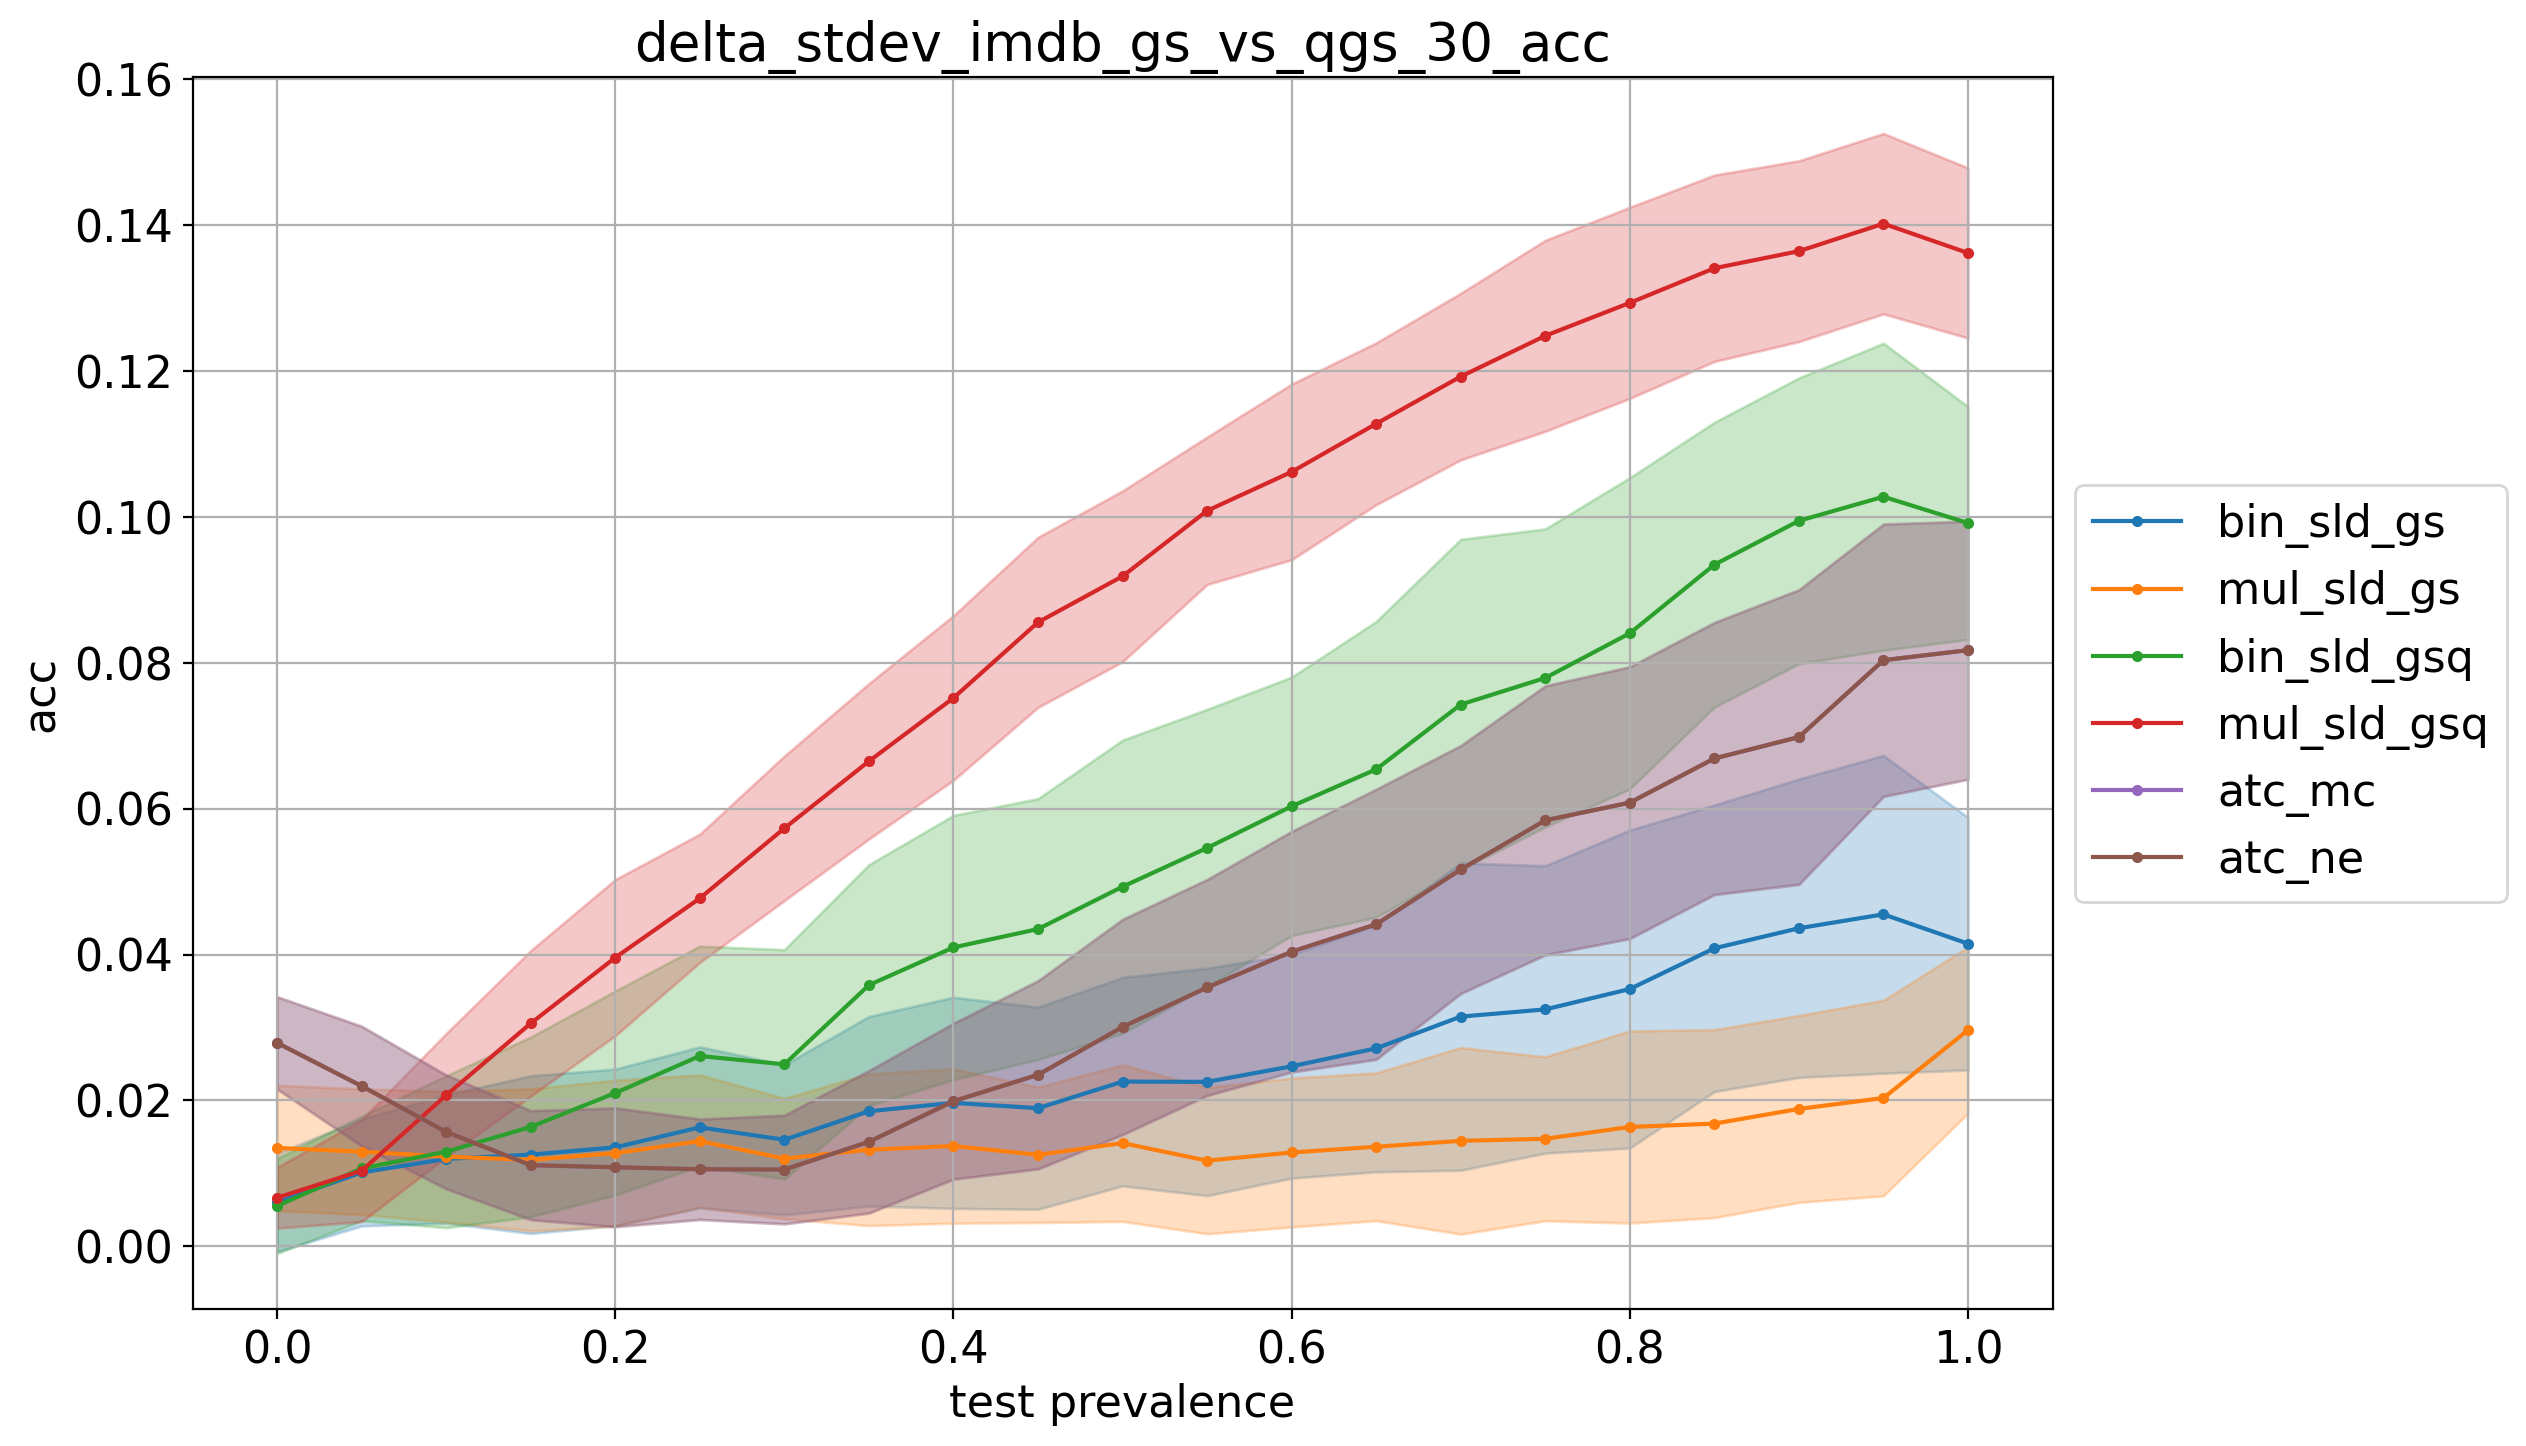 delta_stdev_imdb_gs_vs_qgs_30_acc
0.16
0.14
0.12
0.10
0.08
0.06
0.04
0.02
0.00
acc
0.0 0.2 0.4 0.6 0.8 1.0
test prevalence
bin_sld_gs
mul_sld_gs
bin_sld_gsq
mul_sld_gsq
atc_mc
atc_ne